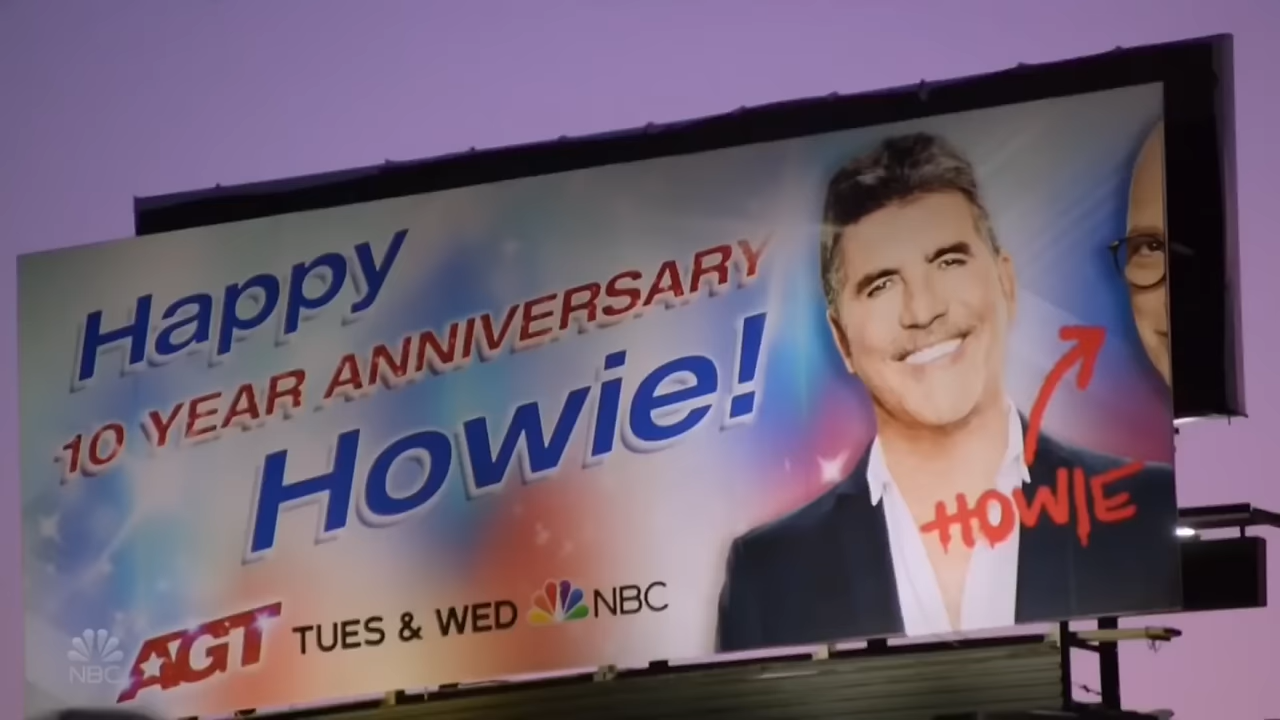 Happy
10 YEAR ANNIVERSARY
Howie!
HOWIE
AGT TUES & WED NBC
NBC